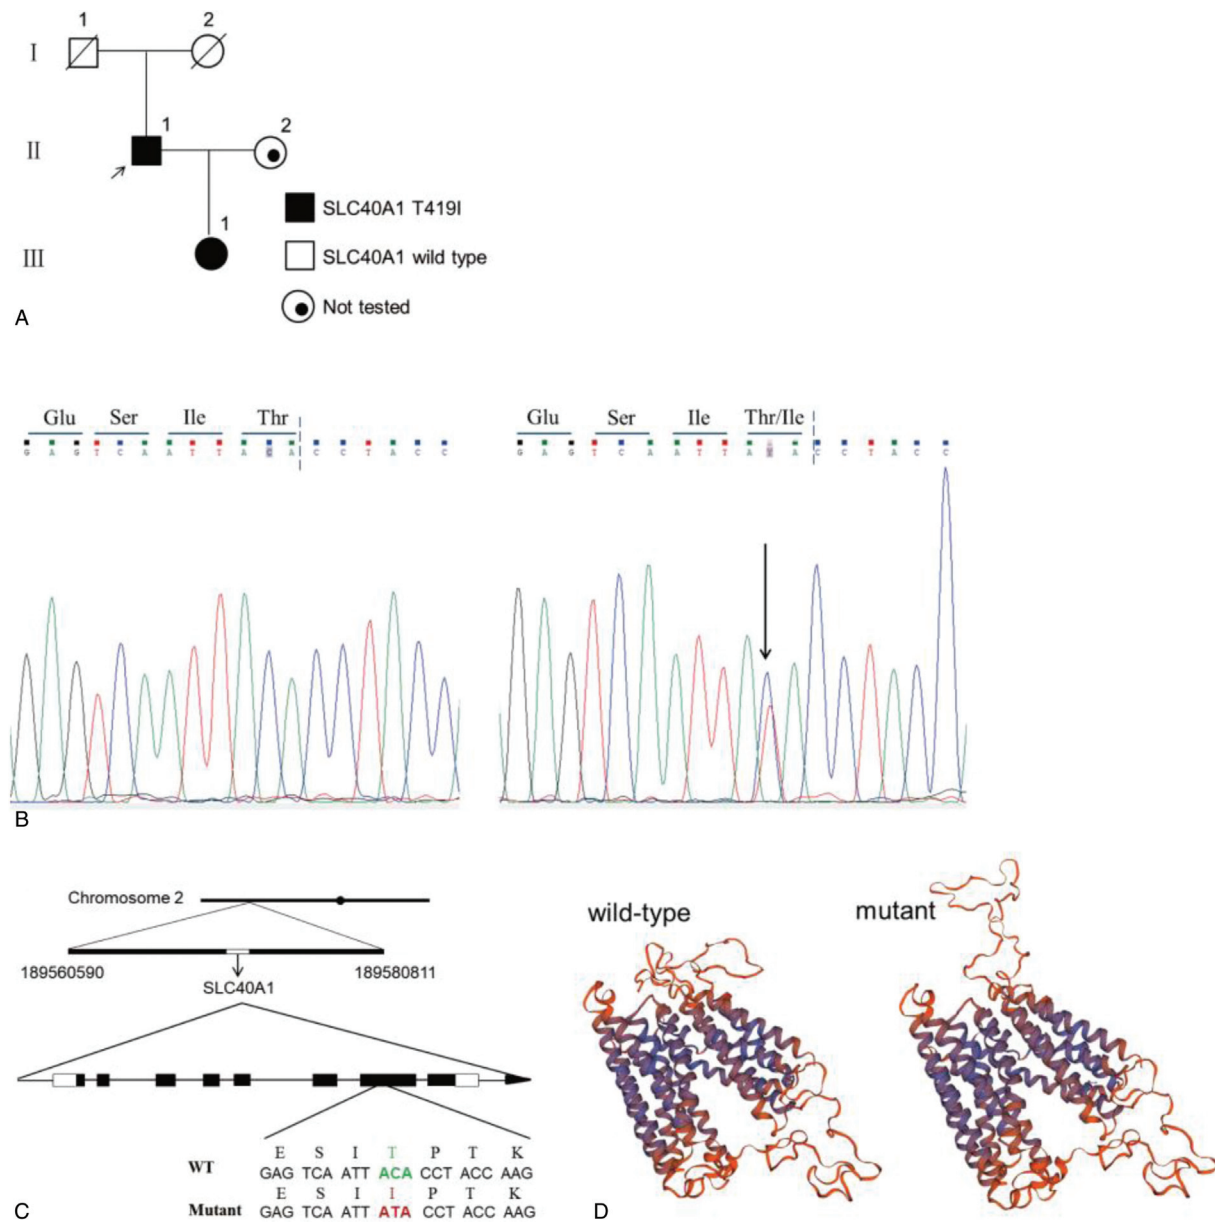 1 2
I
1 2
II
SLC40A1 T419I
1
SLC40A1 wild type
III
Not tested
A
Glu Ser Ile Thr
G A G T C A A T T A C A C C T A C C
Glu Ser Ile Thr/Ile
G A G T C A A T T A T A C C T A C C
B
Chromosome 2
189560590 189580811
SLC40A1
E S I T P T K
WT GAG TCA ATT ACA CCT ACC AAG
E S I I P T K
Mutant GAG TCA ATT ATA CCT ACC AAG
C
wild-type mutant
D